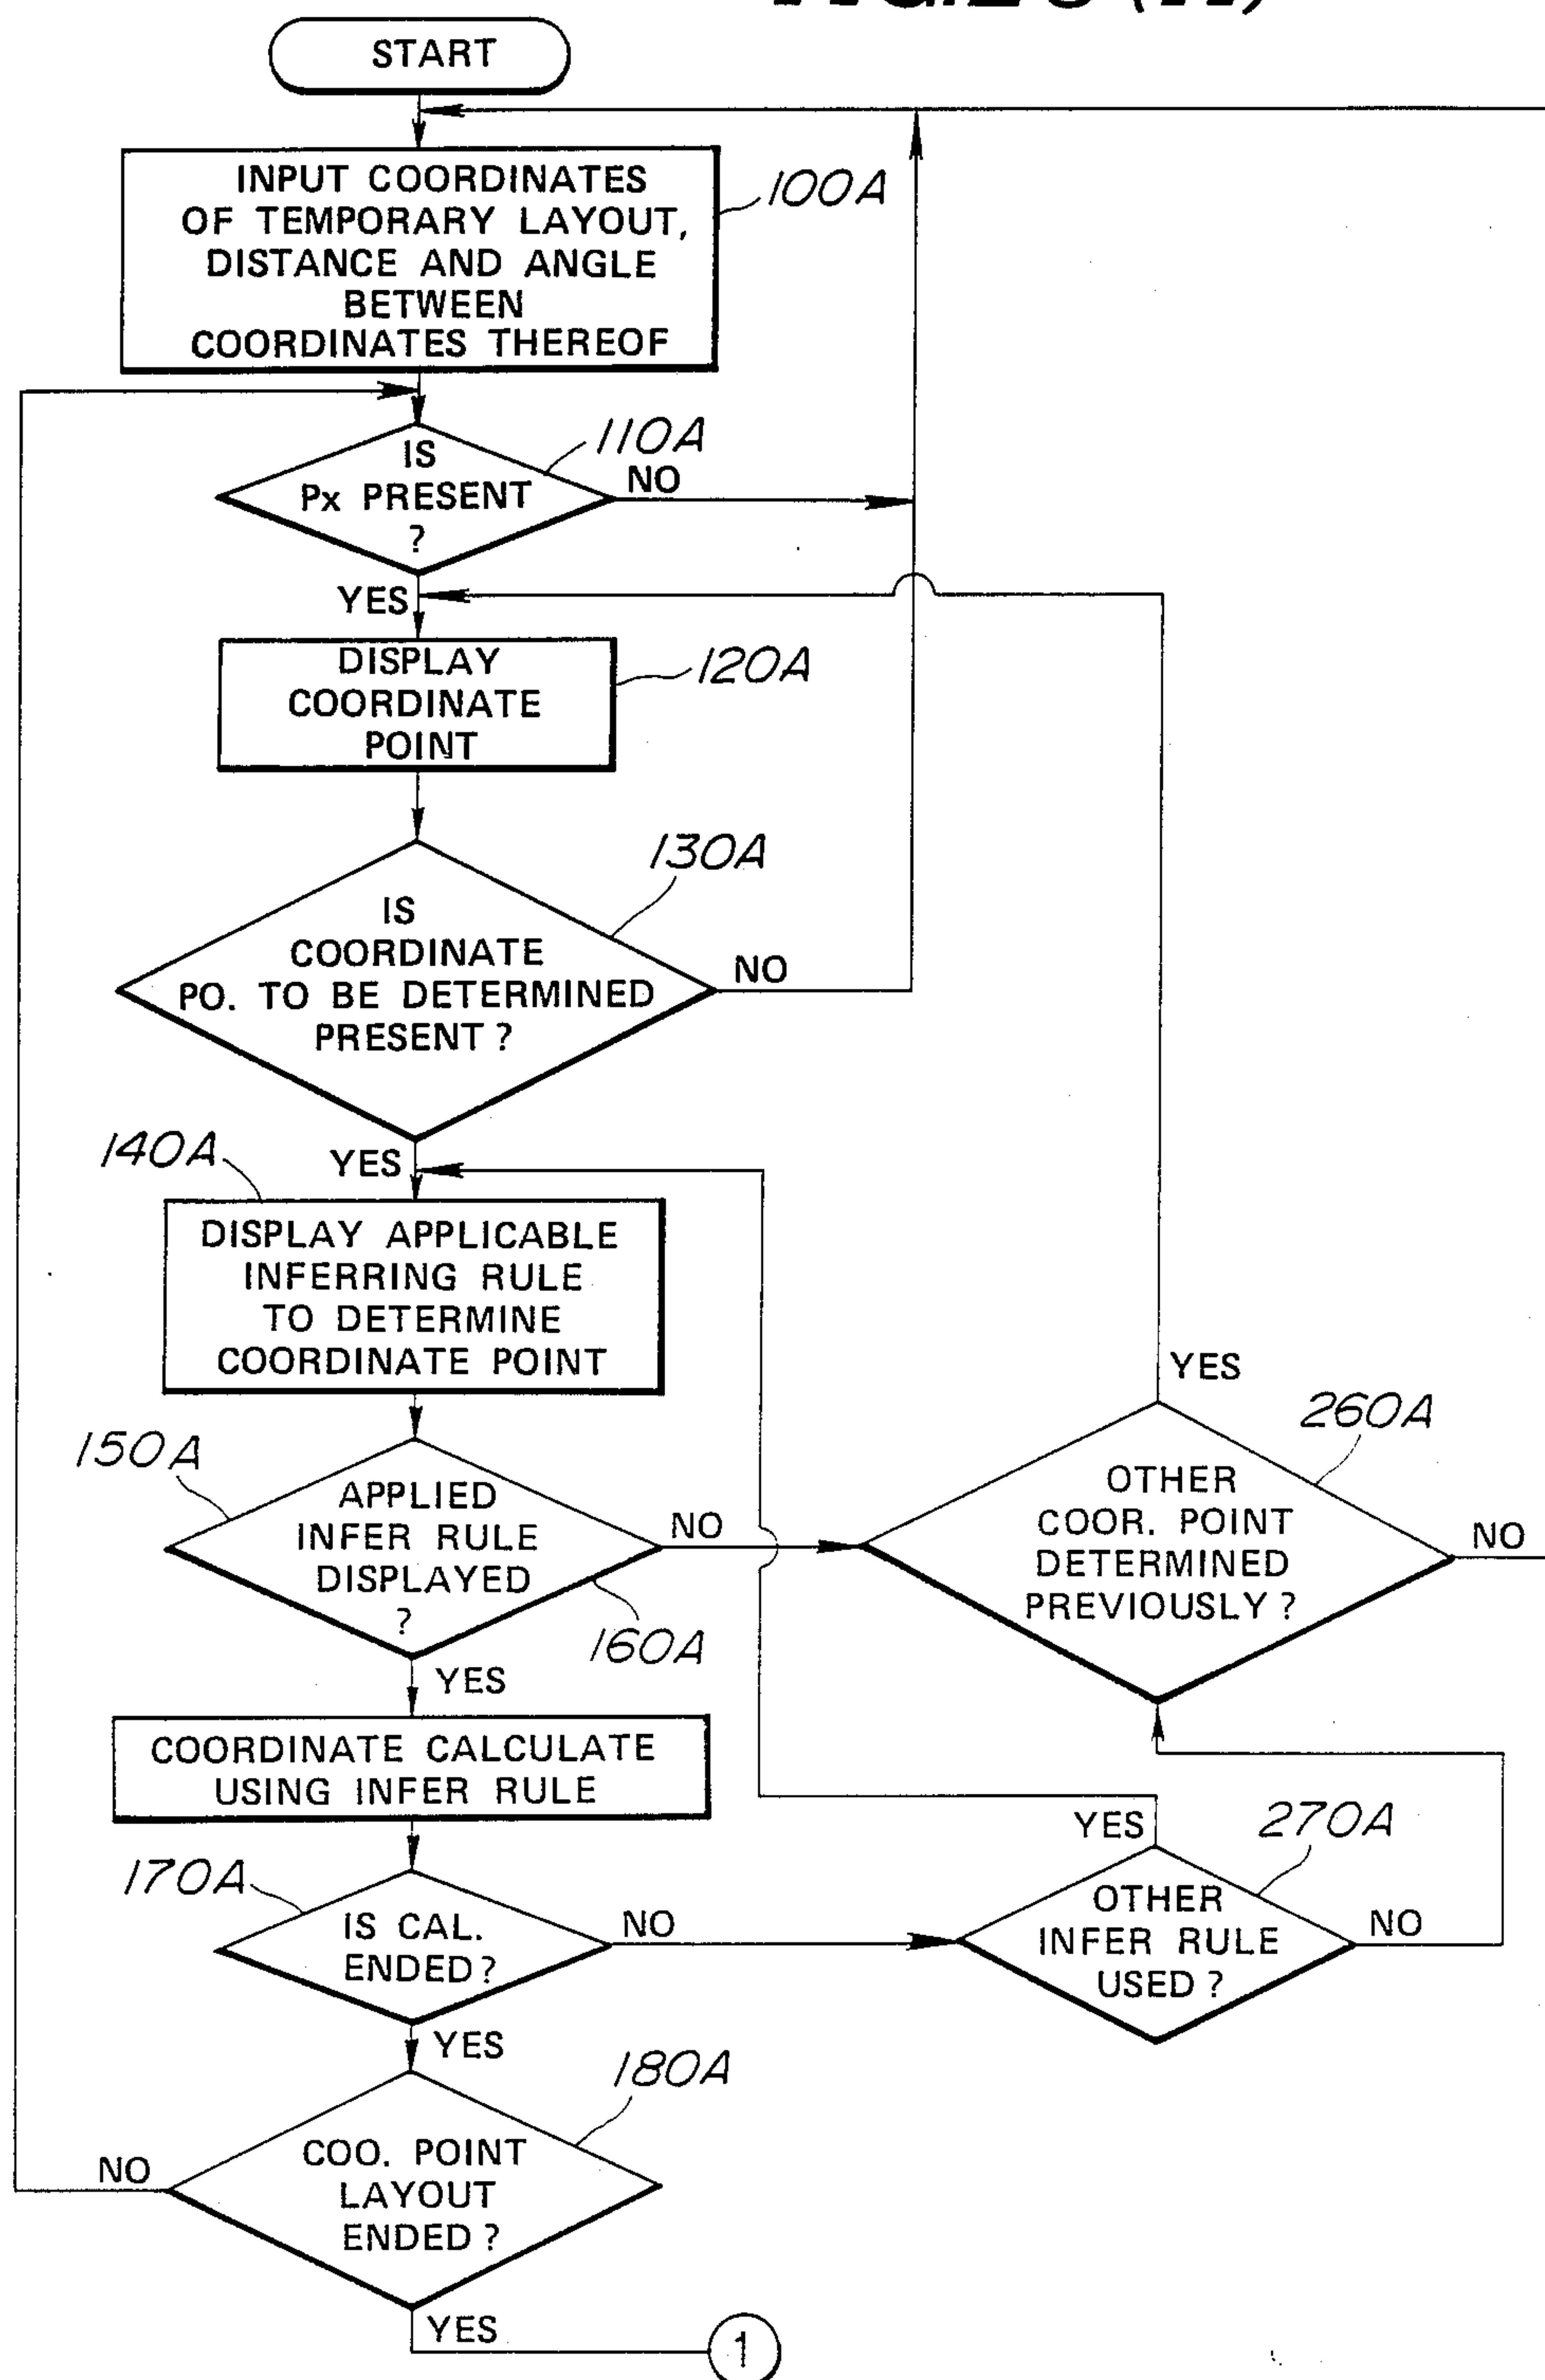 START
INPUT COORDINATES
OF TEMPORARY LAYOUT,
DISTANCE AND ANGLE
BETWEEN
COORDINATES THEREOF
100A
IS
Px PRESENT
?
110A
NO
YES
DISPLAY
COORDINATE
POINT
120A
IS
COORDINATE
PO. TO BE DETERMINED
PRESENT ?
130A
NO
YES
140A
DISPLAY APPLICABLE
INFERRING RULE
TO DETERMINE
COORDINATE POINT
150A
APPLIED
INFER RULE
DISPLAYED
?
NO
160A
YES
YES
260A
OTHER
COOR. POINT
DETERMINED
PREVIOUSLY ?
NO
COORDINATE CALCULATE
USING INFER RULE
170A
IS CAL.
ENDED?
NO
YES
270A
OTHER
INFER RULE
USED ?
NO
YES
180A
COO. POINT
LAYOUT
ENDED ?
NO
YES
1